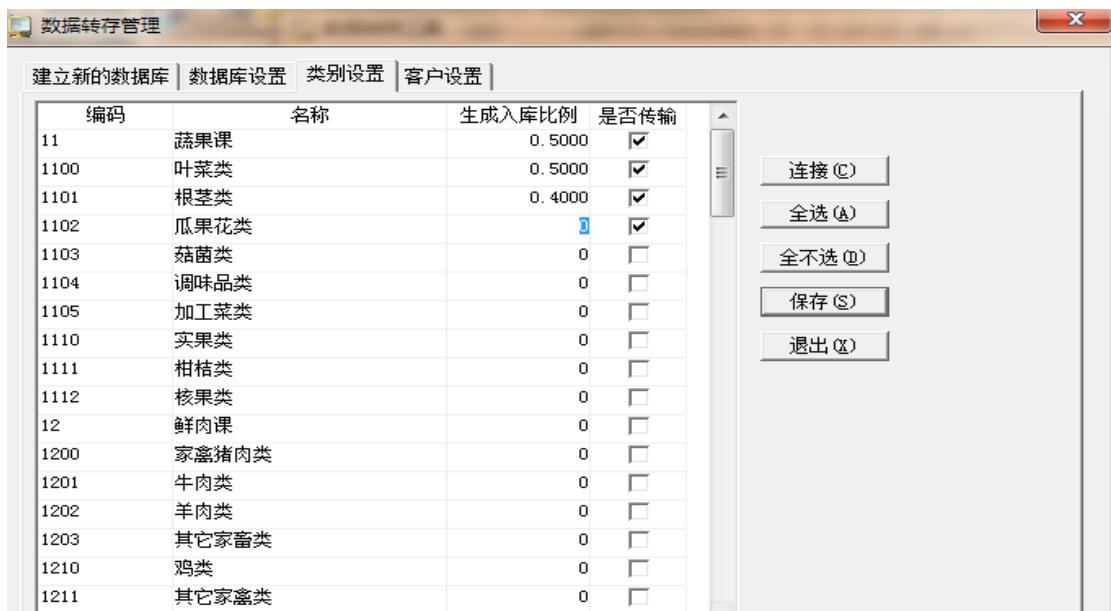 数据转存管理
建立新的数据库 数据库设置 类别设置 客户设置
编码 名称 生成入库比例 是否传输
11 蔬果课 0.5000
1100 叶菜类 0.5000
1101 根茎类 0.4000
1102 瓜果花类 0
1103 菇菌类 0
1104 调味品类 0
1105 加工菜类 0
1110 实果类 0
1111 柑桔类 0
1112 核果类 0
12 鲜肉课 0
1200 家禽猪肉类 0
1201 牛肉类 0
1202 羊肉类 0
1203 其它家畜类 0
1210 鸡类 0
1211 其它家禽类 0
连接(C)
全选(A)
全不选(D)
保存(S)
退出(X)